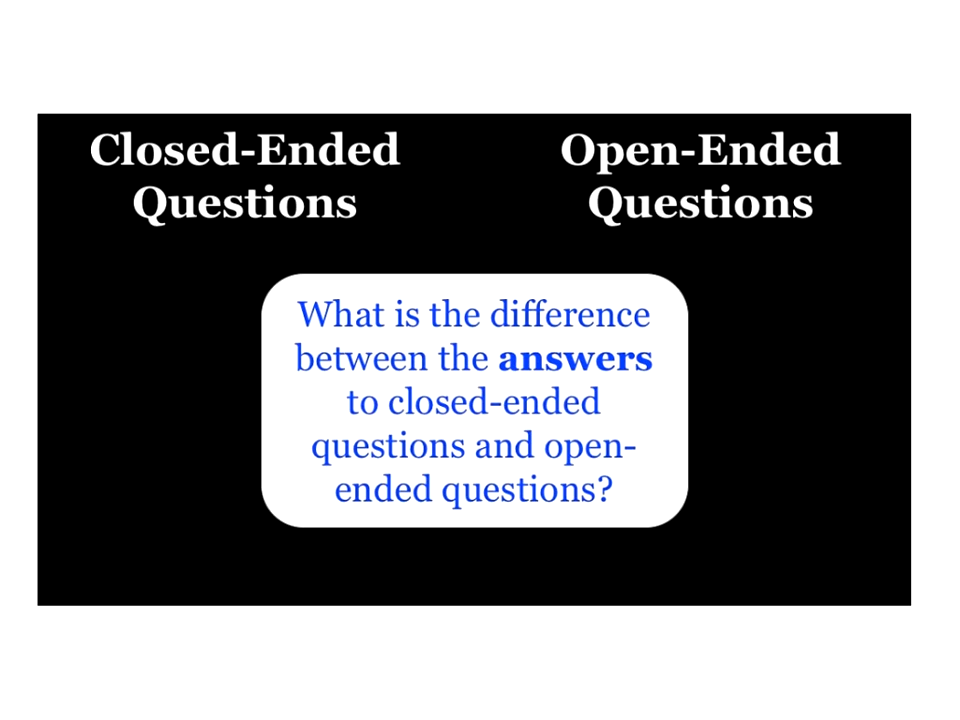 Closed-Ended
Questions
Open-Ended
Questions
What is the difference
between the answers
to closed-ended
questions and open-
ended questions?